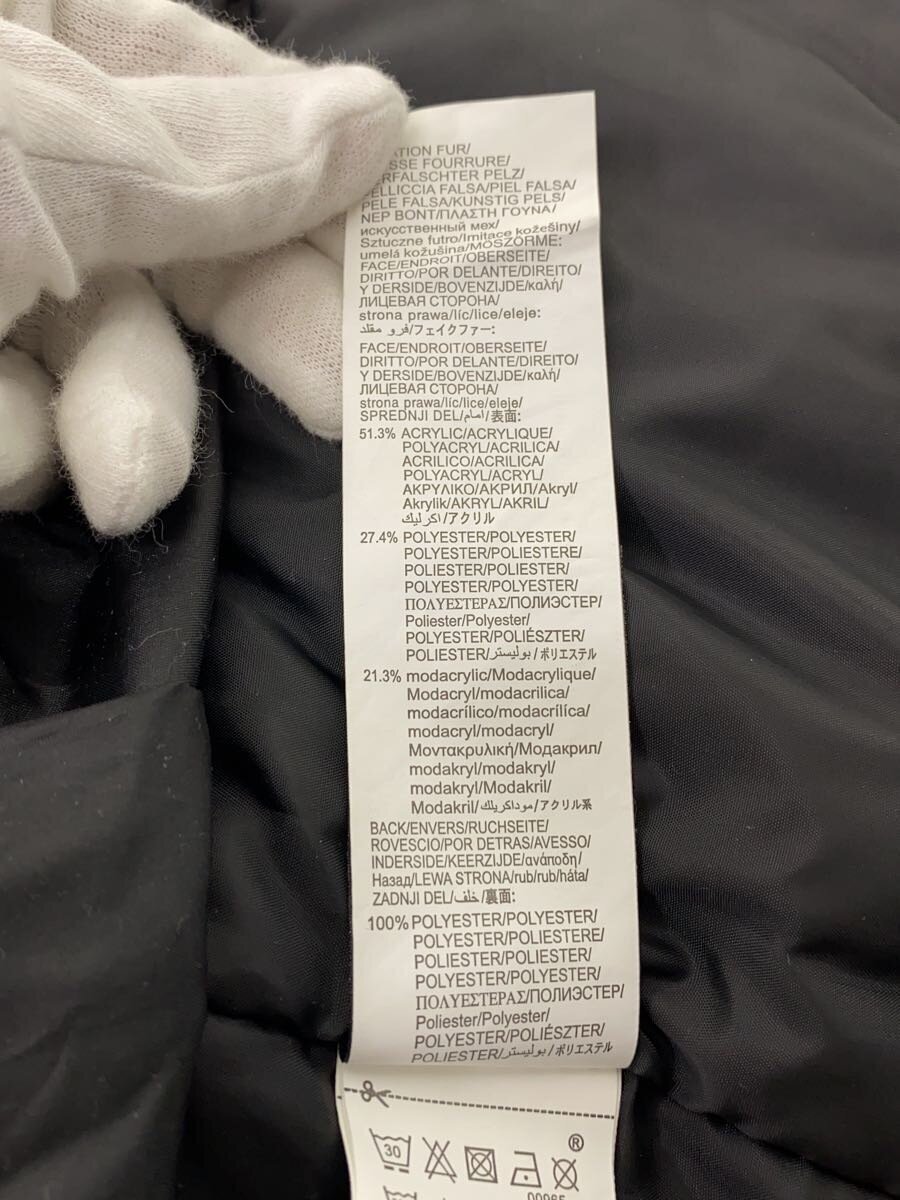 ATION FUR/
SSE FOURRURE/
ERFALSCHTER PELZ/
PELLICCIA FALSA/PIEL FALSA/
PELE FALSA/KUNSTIG PELS/
NEP BONT/ΠΛΑΣΤΗ ΓΟΥΝΑ/
искусственный мех/
Sztuczne futro/Imitace kožešiny/
umelá kožušina/MŰSZŐRME:
FACE/ENDROIT/OBERSEITE/
DIRITTO/POR DELANTE/DIREITO/
Y DERSIDE/BOVENZIJDE/καλή/
ЛИЦЕВАЯ СТОРОНА/
strona prawa/líc/lice/eleje:
فرو مقلد/フェイクファー:
FACE/ENDROIT/OBERSEITE/
DIRITTO/POR DELANTE/DIREITO/
Y DERSIDE/BOVENZIJDE/καλή/
ЛИЦЕВАЯ СТОРОНА/
strona prawa/líc/lice/eleje/
SPREDNJI DEL/امام/表面:
51.3% ACRYLIC/ACRYLIQUE/
POLYACRYL/ACRILICA/
ACRILICO/ACRILICA/
POLYACRYL/ACRYL/
ΑΚΡΥΛΙΚΟ/АКРИЛ/Akryl/
Akrylik/AKRYL/AKRIL/
اكرليك/アクリル
27.4% POLYESTER/POLYESTER/
POLYESTER/POLIESTERE/
POLIESTER/POLIESTER/
POLYESTER/POLYESTER/
ΠΟΛΥΕΣΤΕΡΑΣ/ПОЛИЭСТЕР/
Poliester/Polyester/
POLYESTER/POLIÉSZTER/
POLIESTER/بوليستر/ポリエステル
21.3% modacrylic/Modacrylique/
Modacryl/modacrilica/
modacrílico/modacrílíca/
modacryl/modacryl/
Μοντακρυλική/Модакрил/
modakryl/modakryl/
modakryl/Modakril/
Modakril/موداكريلك/アクリル系
BACK/ENVERS/RUCHSEITE/
ROVESCIO/POR DETRAS/AVESSO/
INDERSIDE/KEERZIJDE/ανάποδη/
Назад/LEWA STRONA/rub/rub/háta/
ZADNJI DEL/خلف/裏面:
100% POLYESTER/POLYESTER/
POLYESTER/POLIESTERE/
POLIESTER/POLIESTER/
POLYESTER/POLYESTER/
ΠΟΛΥΕΣΤΕΡΑΣ/ПОЛИЭСТЕР/
Poliester/Polyester/
POLYESTER/POLIÉSZTER/
POLIESTER/بوليستر/ポリエステル
®
30